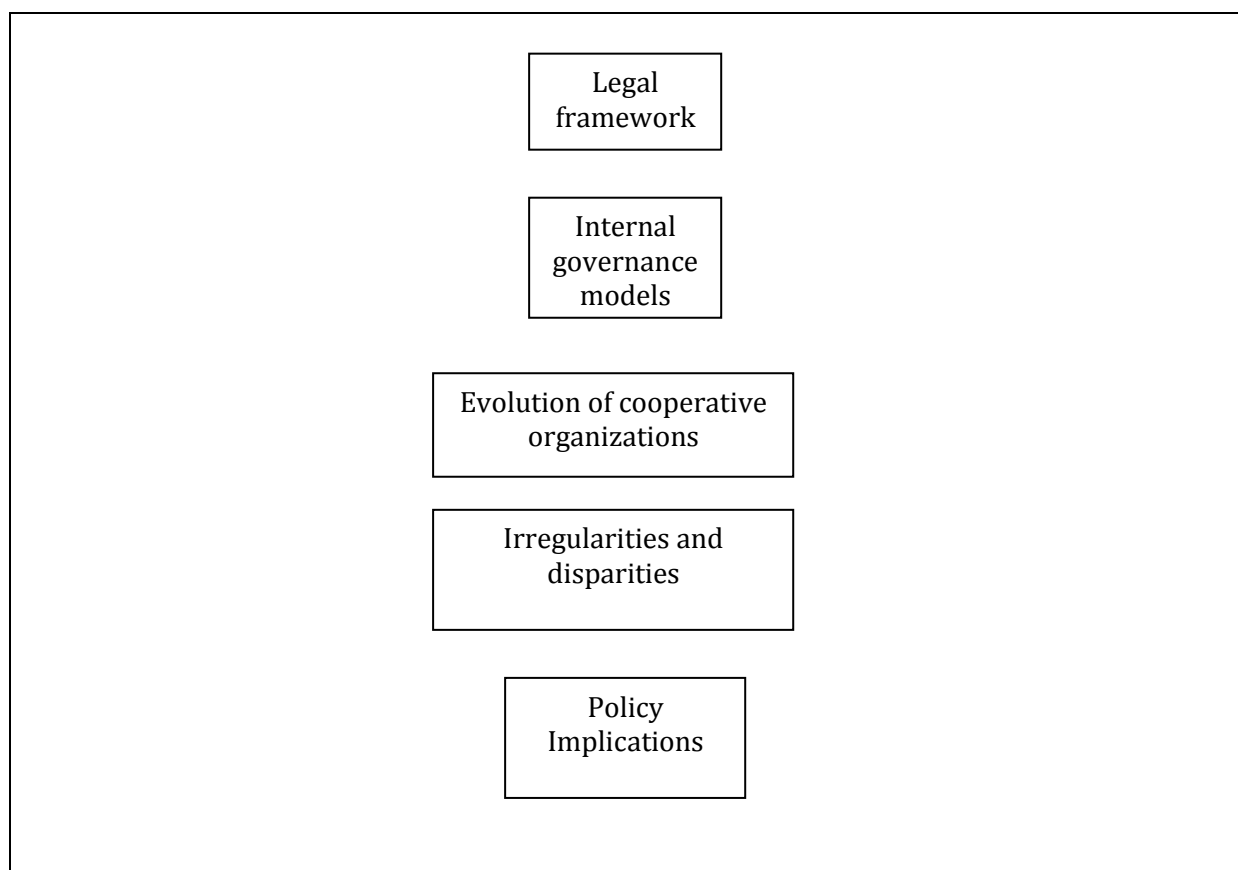 Legal
framework
Internal
governance
models
Evolution of cooperative
organizations
Irregularities and
disparities
Policy
Implications